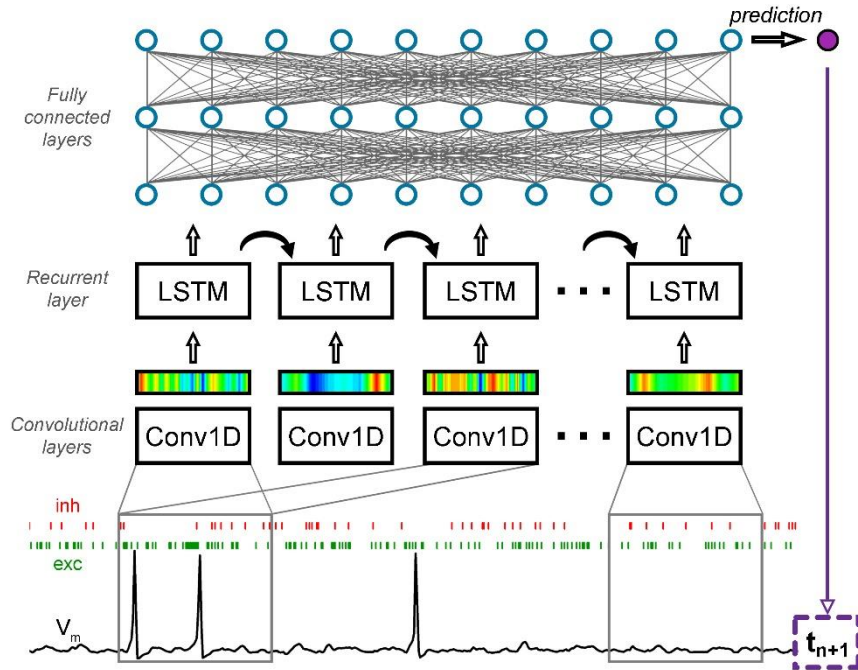 prediction
Fully
connected
layers
Recurrent
layer
LSTM LSTM LSTM ... LSTM
Convolutional
layers
Conv1D Conv1D Conv1D ... Conv1D
inh
exc
Vm
tn+1